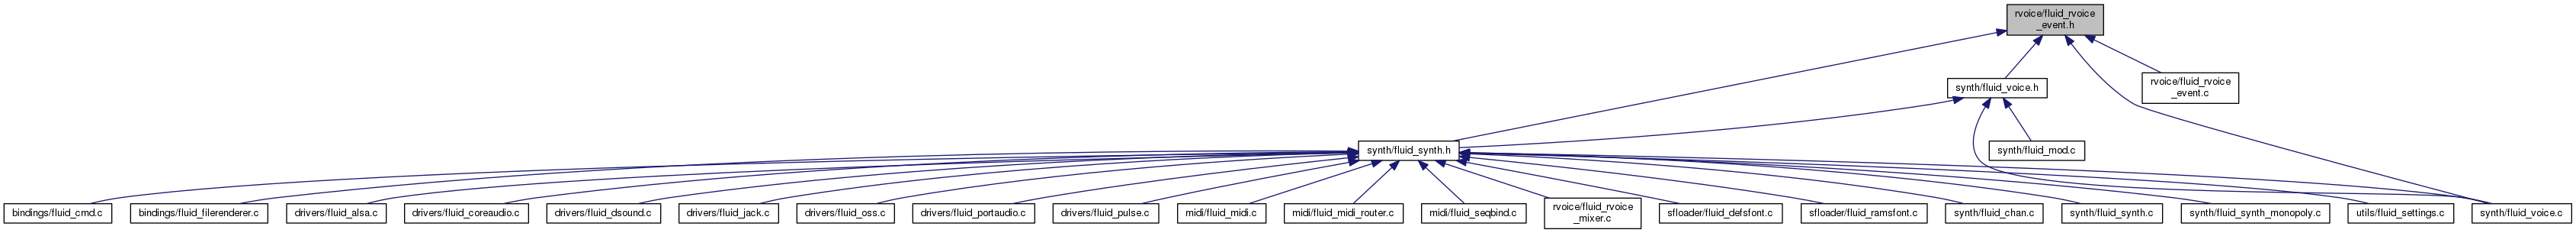 rvoice/fluid_rvoice
_event.h
synth/fluid_voice.h
rvoice/fluid_rvoice
_event.c
synth/fluid_synth.h
synth/fluid_mod.c
bindings/fluid_cmd.c
bindings/fluid_filerenderer.c
drivers/fluid_alsa.c
drivers/fluid_coreaudio.c
drivers/fluid_dsound.c
drivers/fluid_jack.c
drivers/fluid_oss.c
drivers/fluid_portaudio.c
drivers/fluid_pulse.c
midi/fluid_midi.c
midi/fluid_midi_router.c
midi/fluid_seqbind.c
rvoice/fluid_rvoice
_mixer.c
sfloader/fluid_defsfont.c
sfloader/fluid_ramsfont.c
synth/fluid_chan.c
synth/fluid_synth.c
synth/fluid_synth_monopoly.c
utils/fluid_settings.c
synth/fluid_voice.c